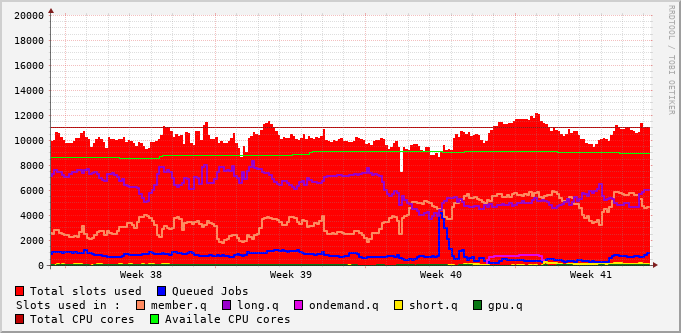 RRDTOOL / TOBI OETIKER
20000
18000
16000
14000
12000
10000
8000
6000
4000
2000
0
Week 38 Week 39 Week 40 Week 41
Total slots used Queued Jobs
Slots used in : member.q long.q ondemand.q short.q gpu.q
Total CPU cores Availale CPU cores